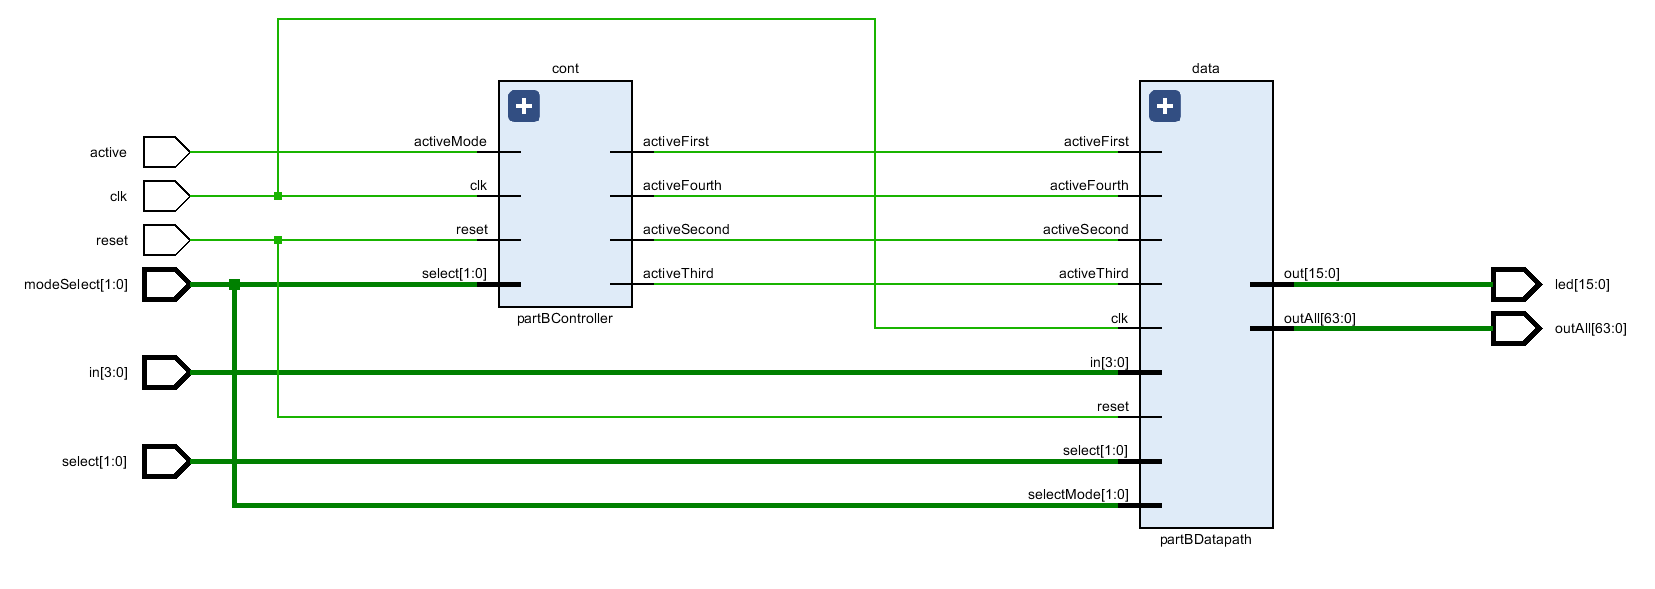 cont
data
active
clk
reset
modeSelect[1:0]
in[3:0]
select[1:0]
activeMode
clk
reset
select[1:0]
activeFirst
activeFourth
activeSecond
activeThird
partBController
activeFirst
activeFourth
activeSecond
activeThird
clk
in[3:0]
reset
select[1:0]
selectMode[1:0]
out[15:0]
outAll[63:0]
partBDatapath
led[15:0]
outAll[63:0]